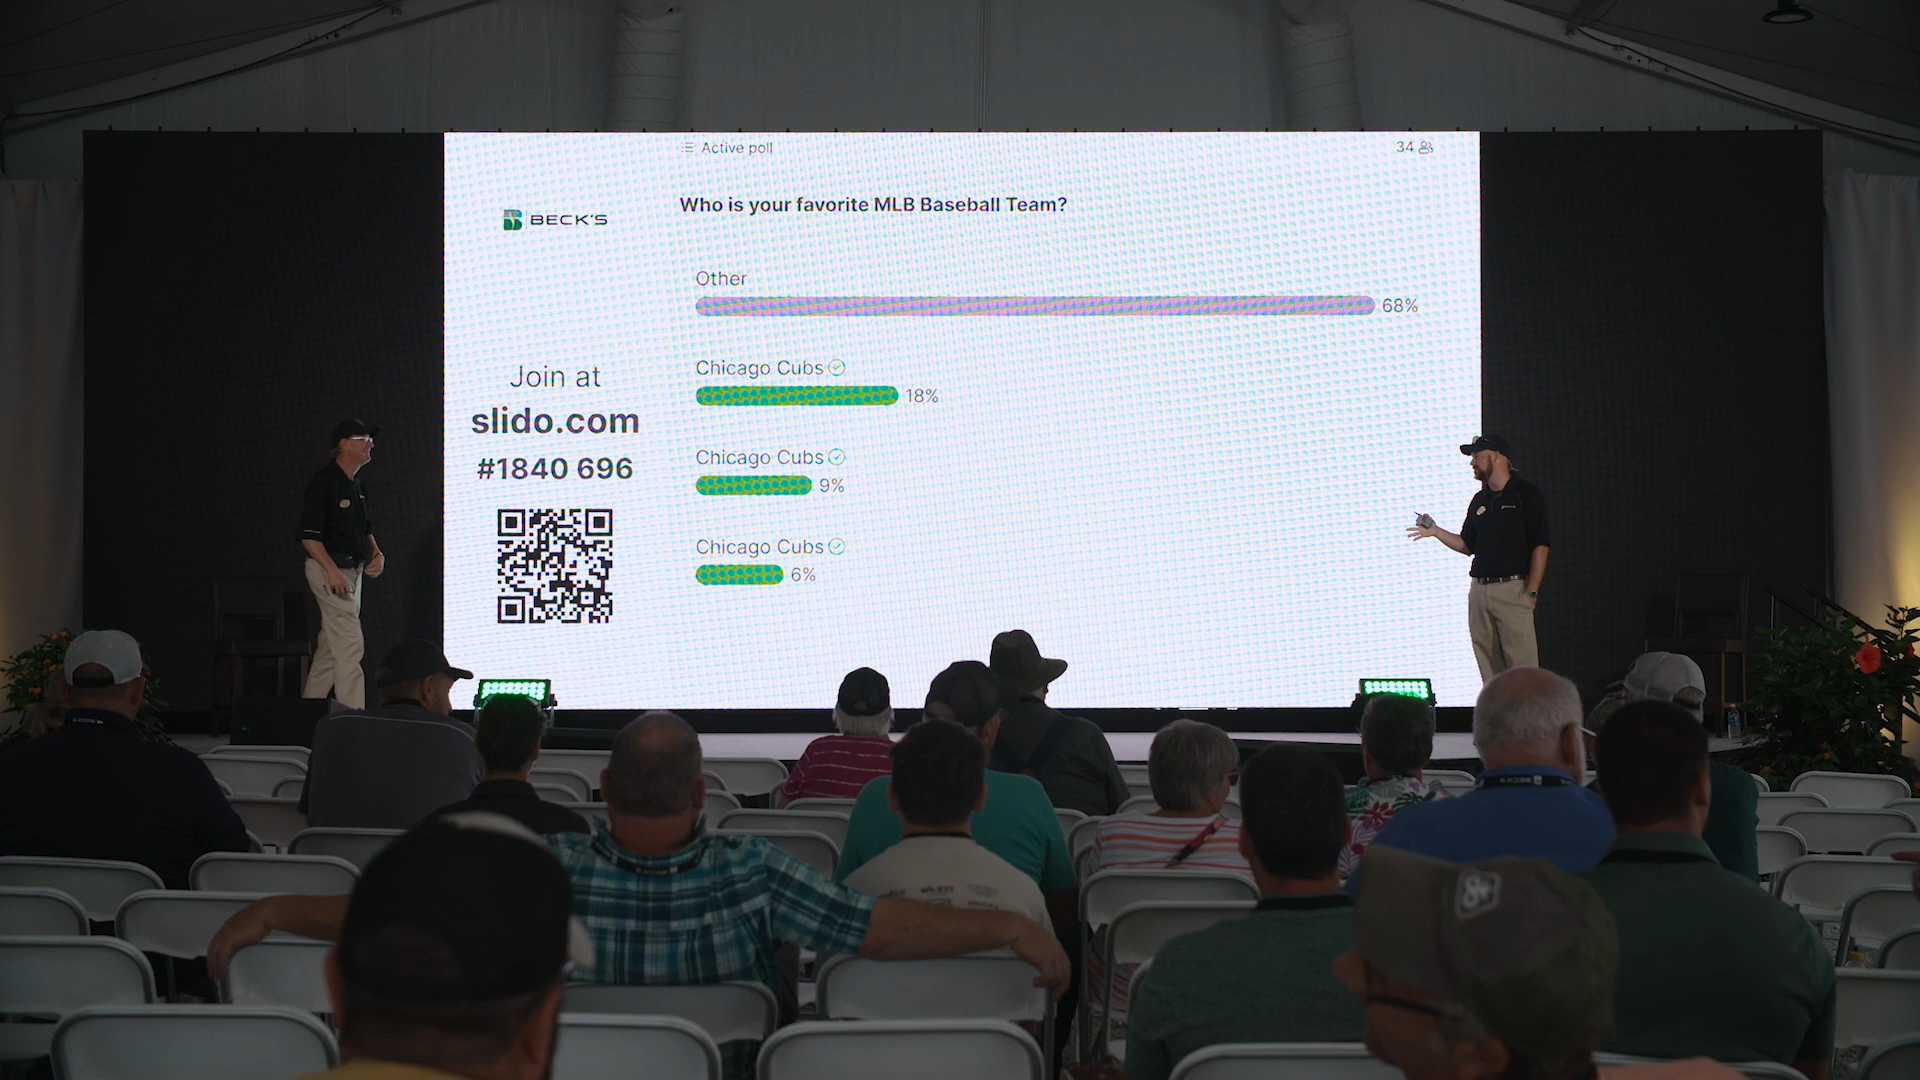 Active poll
34
Who is your favorite MLB Baseball Team?
BECK'S
Other
68%
Chicago Cubs
18%
Chicago Cubs
9%
Chicago Cubs
6%
Join at
slido.com
#1840 696